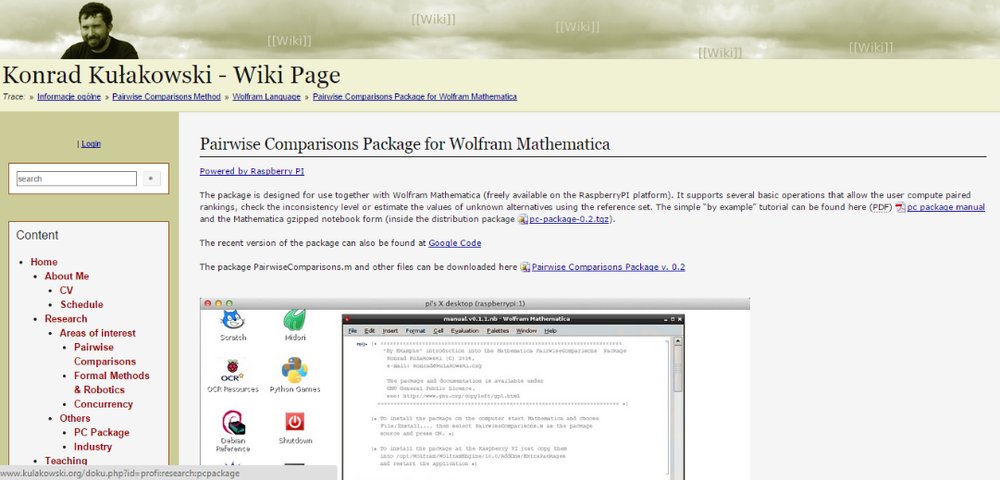 [[Wiki]]
[[Wiki]]
[[Wiki]]
[[Wiki]]
[[Wiki]]
Konrad Kułakowski - Wiki Page
Trace: » Informacje ogólne » Pairwise Comparisons Method » Wolfram Language » Pairwise Comparisons Package for Wolfram Mathematica
| Login
search
*
Content
Home
About Me
CV
Schedule
Research
Areas of interest
Pairwise
Comparisons
Formal Methods
& Robotics
Concurrency
Others
PC Package
Industry
Teaching
www.kulakowski.org/doku.php?id=profi:research:pcpackage
Pairwise Comparisons Package for Wolfram Mathematica
Powered by Raspberry PI
The package is designed for use together with Wolfram Mathematica (freely available on the RaspberryPI platform). It supports several basic operations that allow the user compute paired
rankings, check the inconsistency level or estimate the values of unknown alternatives using the reference set. The simple “by example” tutorial can be found here (PDF) pc package manual
and the Mathematica gzipped notebook form (inside the distribution package pc-package-0.2.tgz).
The recent version of the package can also be found at Google Code
The package PairwiseComparisons.m and other files can be downloaded here Pairwise Comparisons Package v. 0.2
pi's X desktop (raspberrypi:1)
Scratch
Midori
OCR
OCR Resources
Python Games
Debian
Reference
Shutdown
manual.v0.1.1.nb - Wolfram Mathematica
File Edit Insert Format Cell Evaluation Palettes Window Help
"By Example" introduction into the Mathematica PairwiseComparisons Package
Konrad Kułakowski (C) 2014,
e-mail: konrad@kulakowski.org
The package and documentation is available under
GNU General Public Licence,
see: http://www.gnu.org/copyleft/gpl.html
(* To install the package on the computer start Mathematica and choose
File/Install..., then select PairwiseComparisons.m as the package
source and press OK. *)
(* To install the package at the Raspberry Pi just copy them
into /opt/Wolfram/WolframEngine/10.0/AddOns/ExtraPackages
and restart the application *)